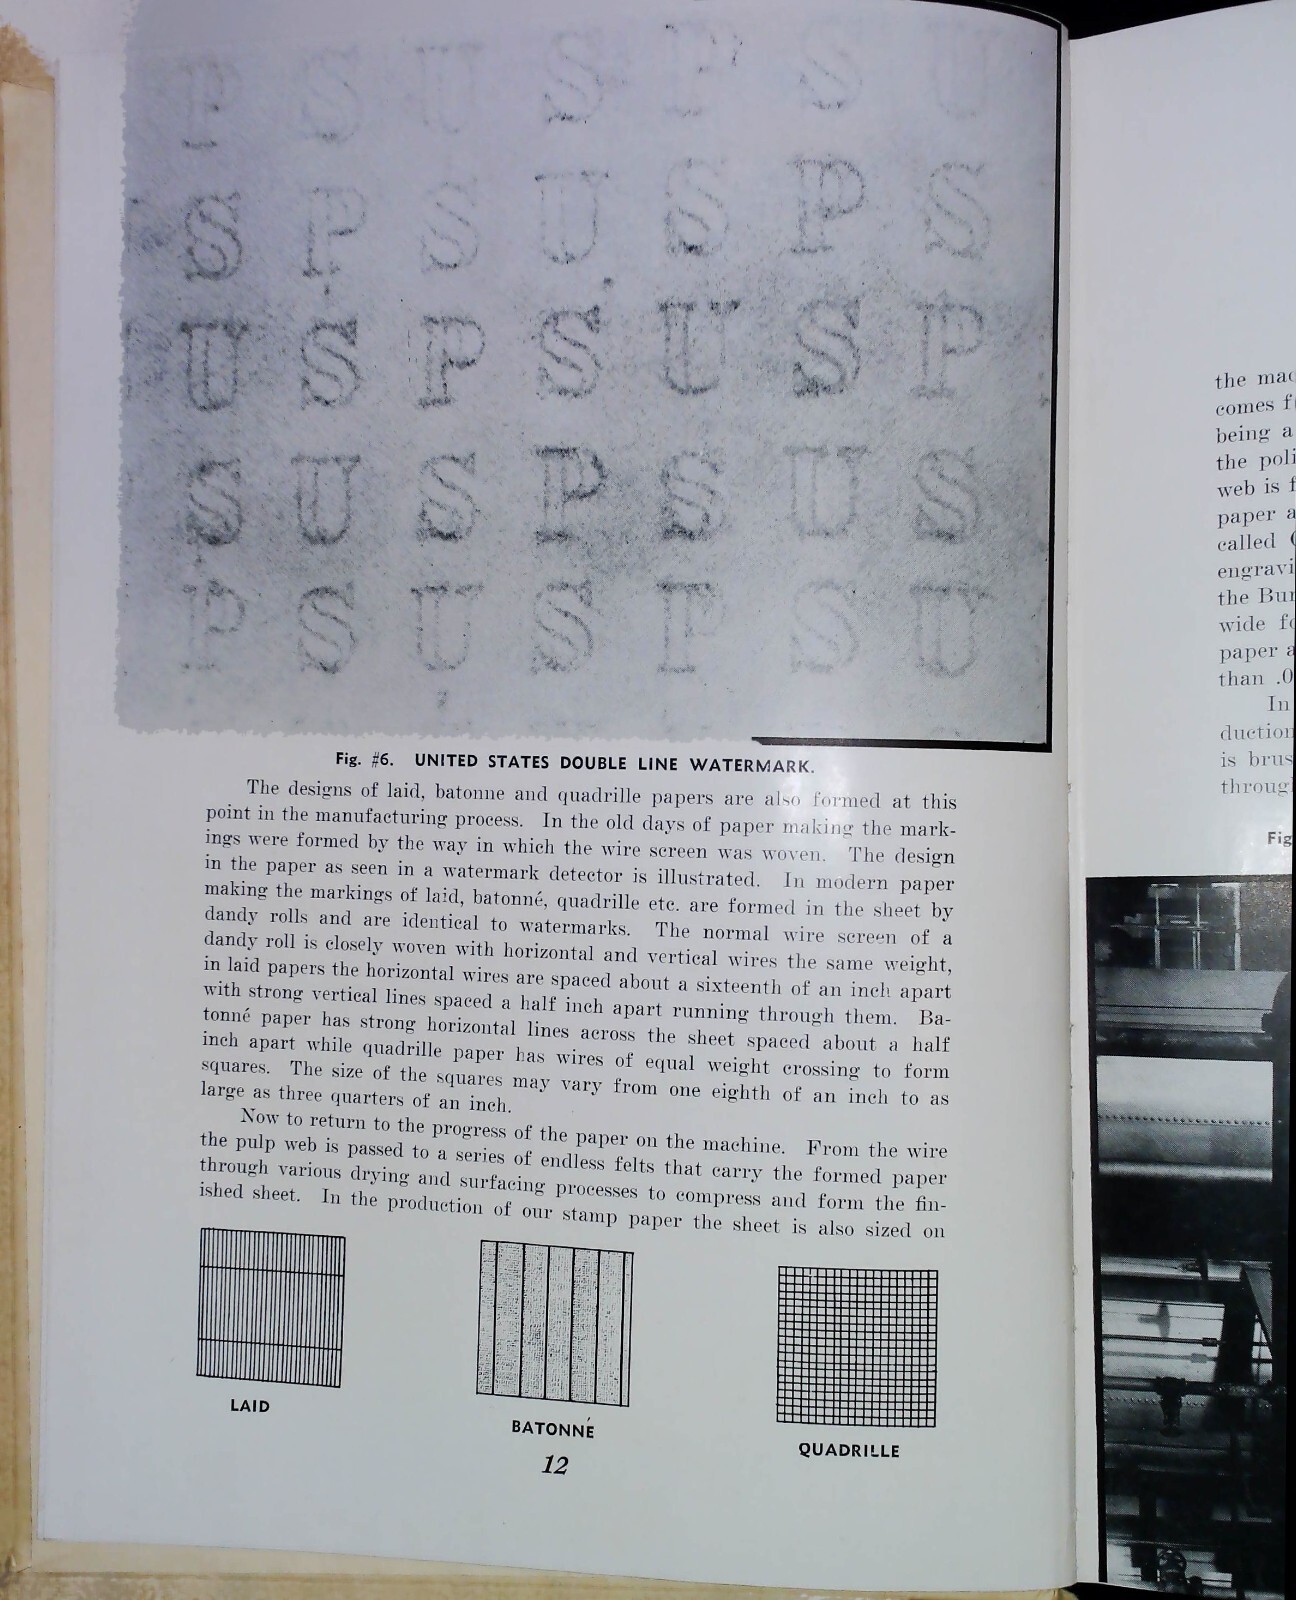 P S U S P S U
S P S U S P S
U S P S U S P
S U S P S U S
P S U S P S U
Fig. #6. UNITED STATES DOUBLE LINE WATERMARK.
The designs of laid, batonne and quadrille papers are also formed at this
point in the manufacturing process. In the old days of paper making the mark-
ings were formed by the way in which the wire screen was woven. The design
in the paper as seen in a watermark detector is illustrated. In modern paper
making the markings of laid, batonné, quadrille etc. are formed in the sheet by
dandy rolls and are identical to watermarks. The normal wire screen of a
dandy roll is closely woven with horizontal and vertical wires the same weight,
in laid papers the horizontal wires are spaced about a sixteenth of an inch apart
with strong vertical lines spaced a half inch apart running through them. Ba-
tonné paper has strong horizontal lines across the sheet spaced about a half
inch apart while quadrille paper has wires of equal weight crossing to form
squares. The size of the squares may vary from one eighth of an inch to as
large as three quarters of an inch.
Now to return to the progress of the paper on the machine. From the wire
the pulp web is passed to a series of endless felts that carry the formed paper
through various drying and surfacing processes to compress and form the fin-
ished sheet. In the production of our stamp paper the sheet is also sized on
LAID
BATONNÉ
QUADRILLE
12
the mac
comes f
being a
the poli
web is f
paper a
called
engravi
the Bur
wide fo
paper a
than .0
In
duction
is brus
throug
Fig